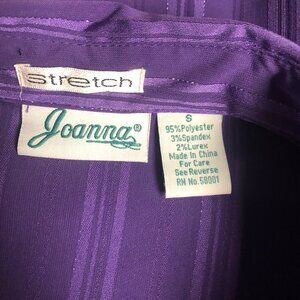 stretch
Joanna®
S
95%Polyester
3%Spandex
2%Lurex
Made In China
For Care
See Reverse
RN No.58001